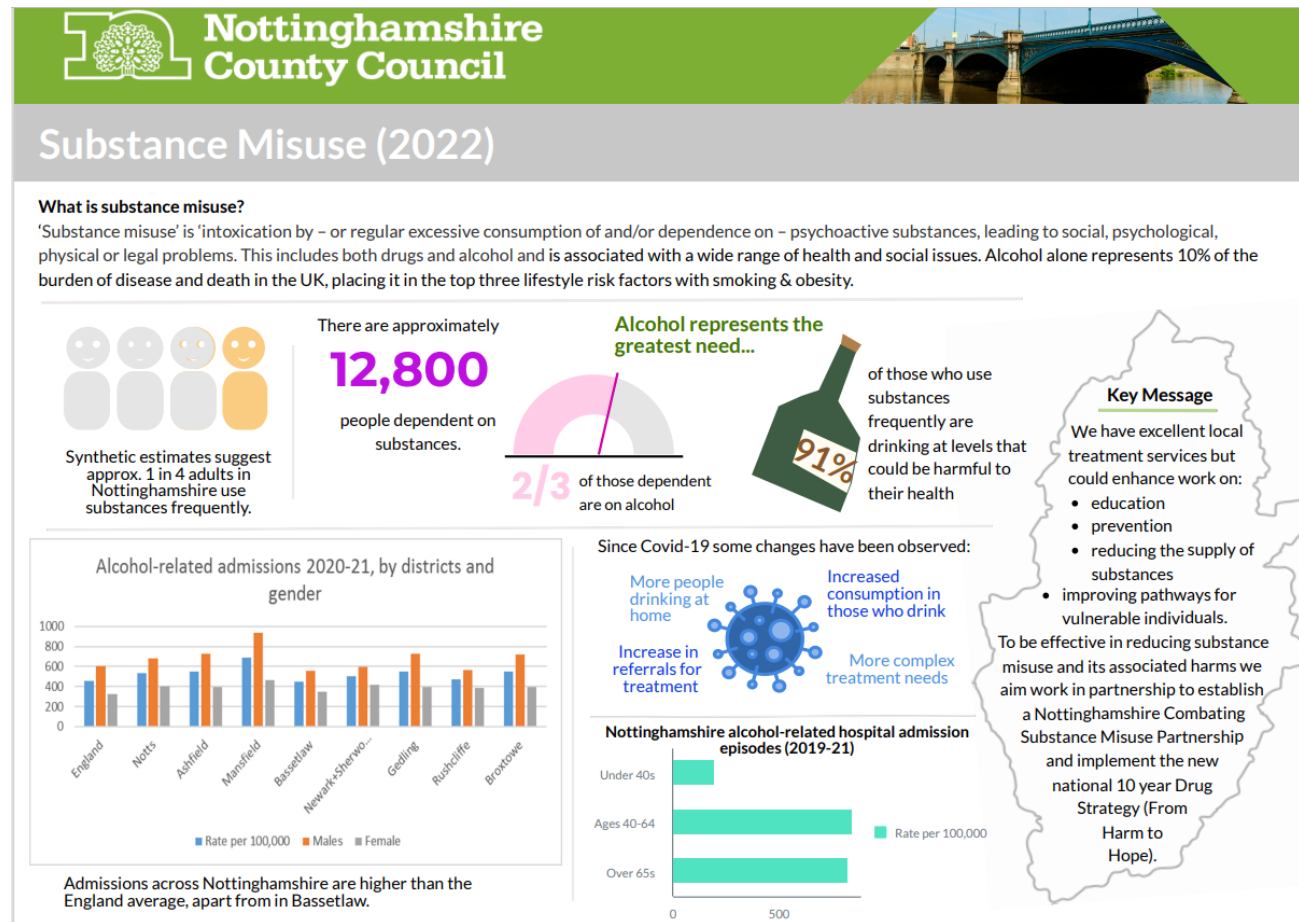 Nottinghamshire
County Council
Substance Misuse (2022)
What is substance misuse?
‘Substance misuse’ is ‘intoxication by – or regular excessive consumption of and/or dependence on – psychoactive substances, leading to social, psychological,
physical or legal problems. This includes both drugs and alcohol and is associated with a wide range of health and social issues. Alcohol alone represents 10% of the
burden of disease and death in the UK, placing it in the top three lifestyle risk factors with smoking & obesity.
Synthetic estimates suggest
approx. 1 in 4 adults in
Nottinghamshire use
substances frequently.
There are approximately
12,800
people dependent on
substances.
2/3
of those dependent
are on alcohol
Alcohol represents the
greatest need...
91%
of those who use
substances
frequently are
drinking at levels that
could be harmful to
their health
Alcohol-related admissions 2020-21, by districts and
gender
1000
800
600
400
200
0
England
Notts
Ashfield
Mansfield
Bassetlaw
Newark+Sherwo...
Gedling
Rushcliffe
Broxtowe
Rate per 100,000
Males
Female
Admissions across Nottinghamshire are higher than the
England average, apart from in Bassetlaw.
Since Covid-19 some changes have been observed:
More people
drinking at
home
Increased
consumption in
those who drink
Increase in
referrals for
treatment
More complex
treatment needs
Nottinghamshire alcohol-related hospital admission
episodes (2019-21)
Under 40s
Ages 40-64
Over 65s
0
500
Rate per 100,000
Key Message
We have excellent local
treatment services but
could enhance work on:
• education
• prevention
• reducing the supply of
substances
• improving pathways for
vulnerable individuals.
To be effective in reducing substance
misuse and its associated harms we
aim work in partnership to establish
a Nottinghamshire Combating
Substance Misuse Partnership
and implement the new
national 10 year Drug
Strategy (From
Harm to
Hope).